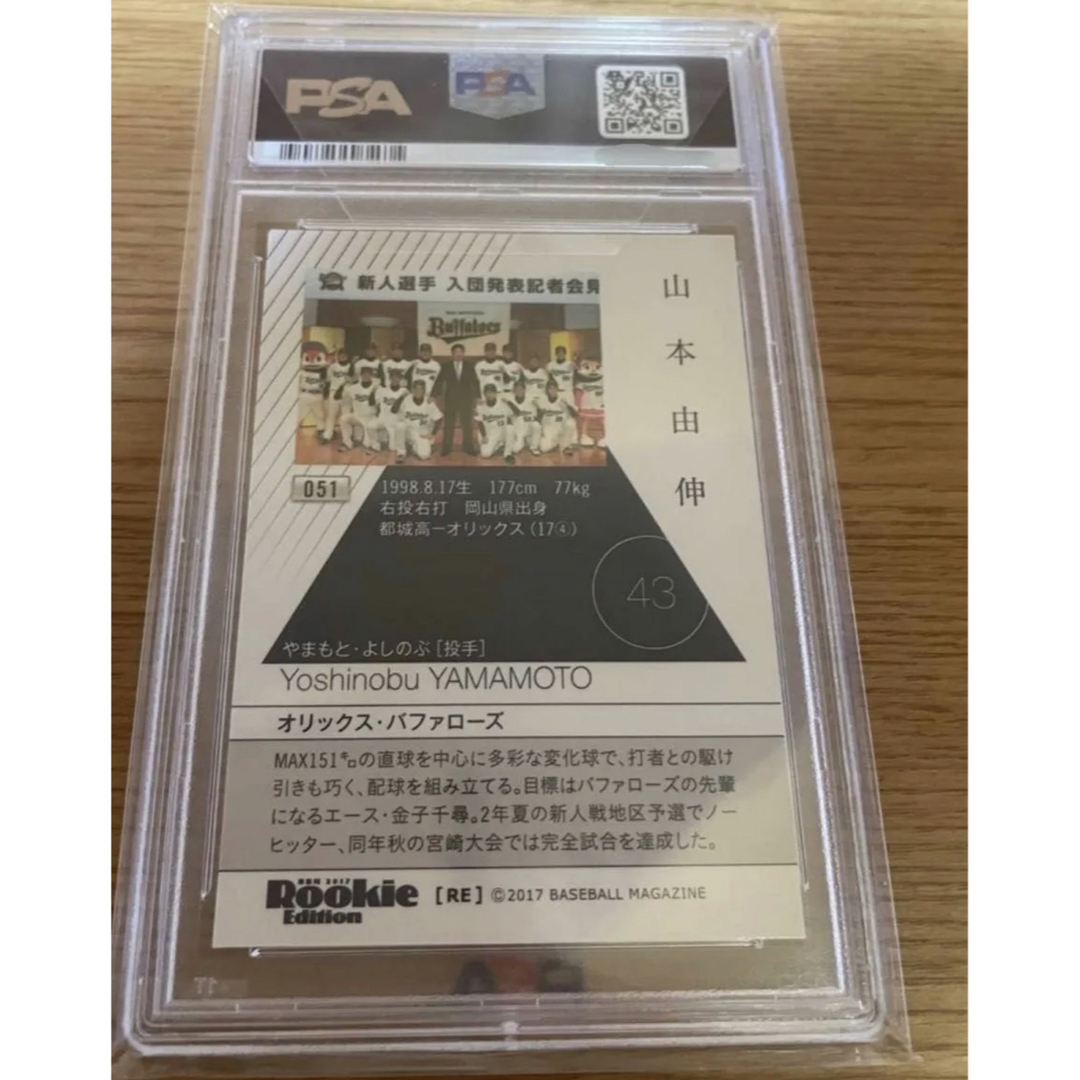 PSA
PSA
新人選手 入団発表記者会見
Buffaloes
山本由伸
051
1998.8.17生 177cm 77kg
右投右打 岡山県出身
都城高ーオリックス(17④)
43
やまもと・よしのぶ[投手]
Yoshinobu YAMAMOTO
オリックス・バファローズ
MAX151㌔の直球を中心に多彩な変化球で、打者との駆け
引きも巧く、配球を組み立てる。目標はバファローズの先輩
になるエース・金子千尋。2年夏の新人戦地区予選でノー
ヒッター、同年秋の宮崎大会では完全試合を達成した。
BBM 2017
Rookie
Edition
[RE] ©2017 BASEBALL MAGAZINE